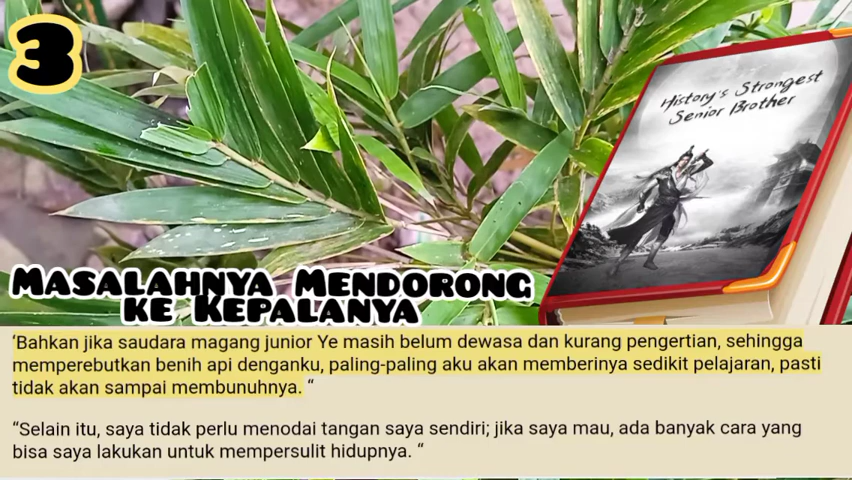 3
History's Strongest
Senior Brother
MASALAHNYA MENDORONG
KE KEPALANYA
‘Bahkan jika saudara magang junior Ye masih belum dewasa dan kurang pengertian, sehingga
memperebutkan benih api denganku, paling-paling aku akan memberinya sedikit pelajaran, pasti
tidak akan sampai membunuhnya. “
“Selain itu, saya tidak perlu menodai tangan saya sendiri; jika saya mau, ada banyak cara yang
bisa saya lakukan untuk mempersulit hidupnya. “